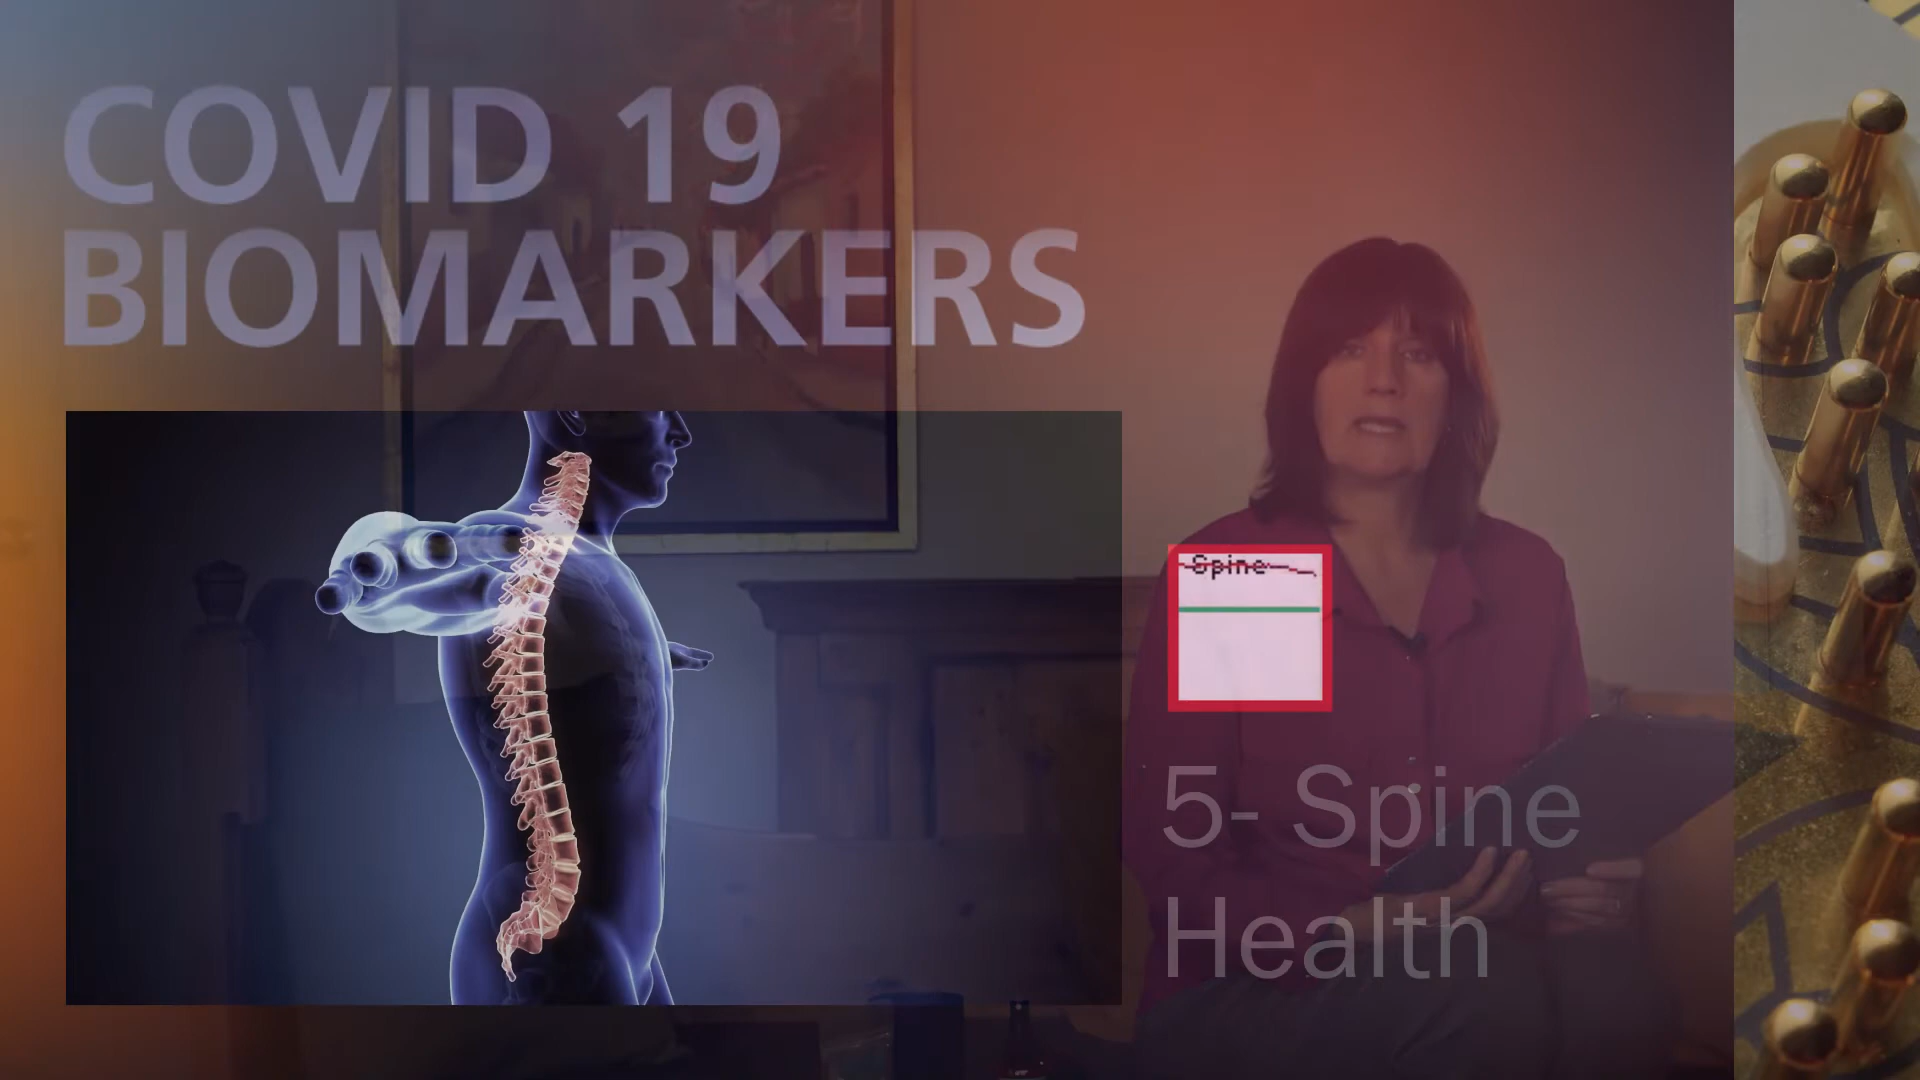 COVID 19
BIOMARKERS
Spine
5- Spine
Health